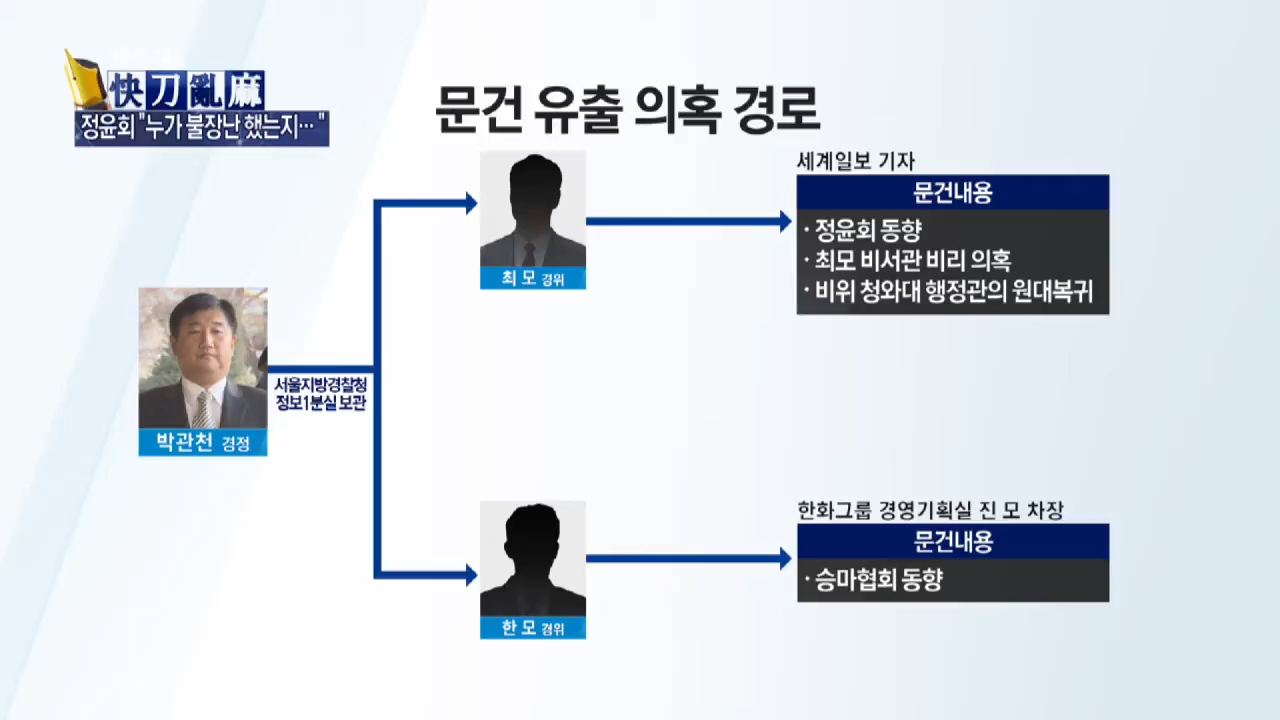 快刀亂麻
정윤회 "누가 불장난 했는지…"
문건 유출 의혹 경로
박관천 경정
서울지방경찰청
정보1분실 보관
최 모 경위
세계일보 기자
문건내용
· 정윤회 동향
· 최모 비서관 비리 의혹
· 비위 청와대 행정관의 원대복귀
한 모 경위
한화그룹 경영기획실 진 모 차장
문건내용
· 승마협회 동향